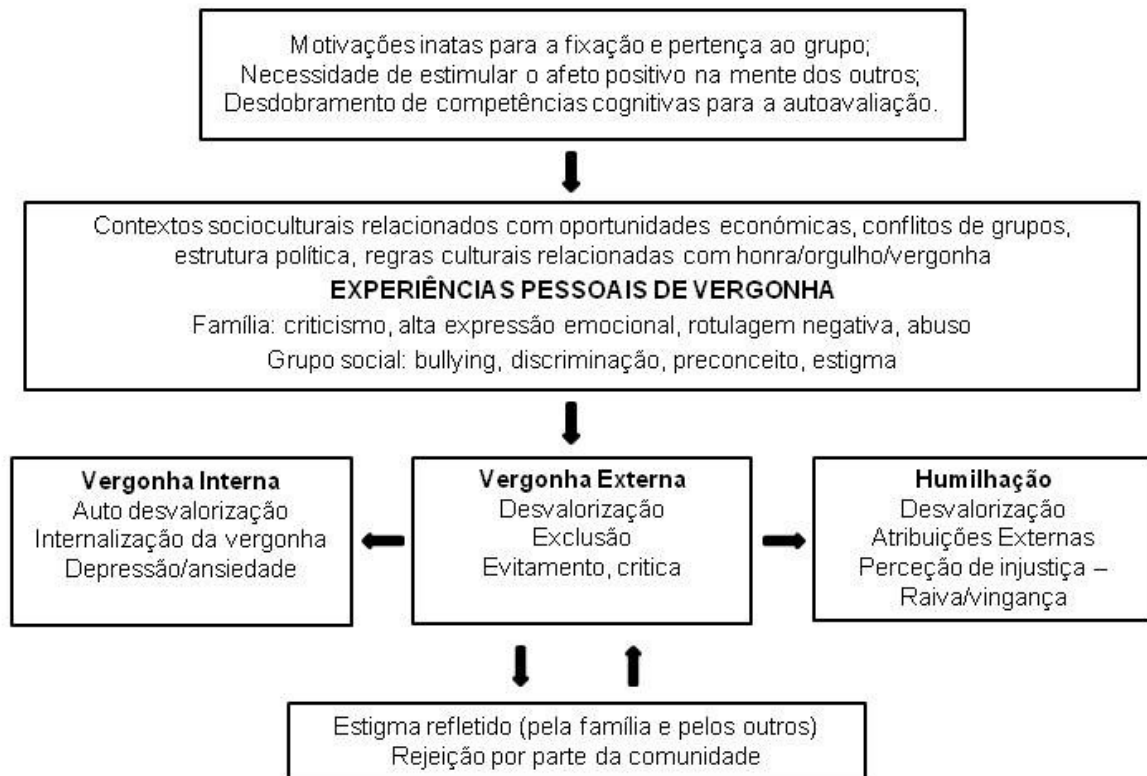 Motivações inatas para a fixação e pertença ao grupo;
Necessidade de estimular o afeto positivo na mente dos outros;
Desdobramento de competências cognitivas para a autoavaliação.
Contextos socioculturais relacionados com oportunidades económicas, conflitos de grupos,
estrutura política, regras culturais relacionadas com honra/orgulho/vergonha
EXPERIÊNCIAS PESSOAIS DE VERGONHA
Família: criticismo, alta expressão emocional, rotulagem negativa, abuso
Grupo social: bullying, discriminação, preconceito, estigma
Vergonha Interna
Auto desvalorização
Internalização da vergonha
Depressão/ansiedade
Vergonha Externa
Desvalorização
Exclusão
Evitamento, critica
Humilhação
Desvalorização
Atribuições Externas
Perceção de injustiça –
Raiva/vingança
Estigma refletido (pela família e pelos outros)
Rejeição por parte da comunidade